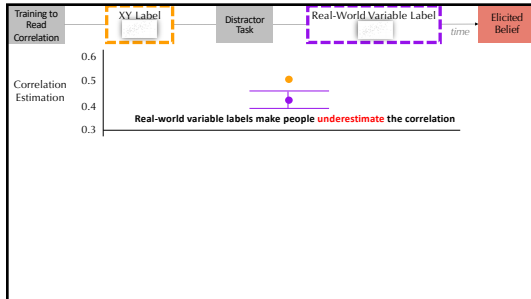 Training to
Read
Correlation
XY Label
Distractor
Task
Real-World Variable Label
time
Elicited
Belief
0.6
0.5
Correlation
Estimation
0.4
Real-world variable labels make people underestimate the correlation
0.3